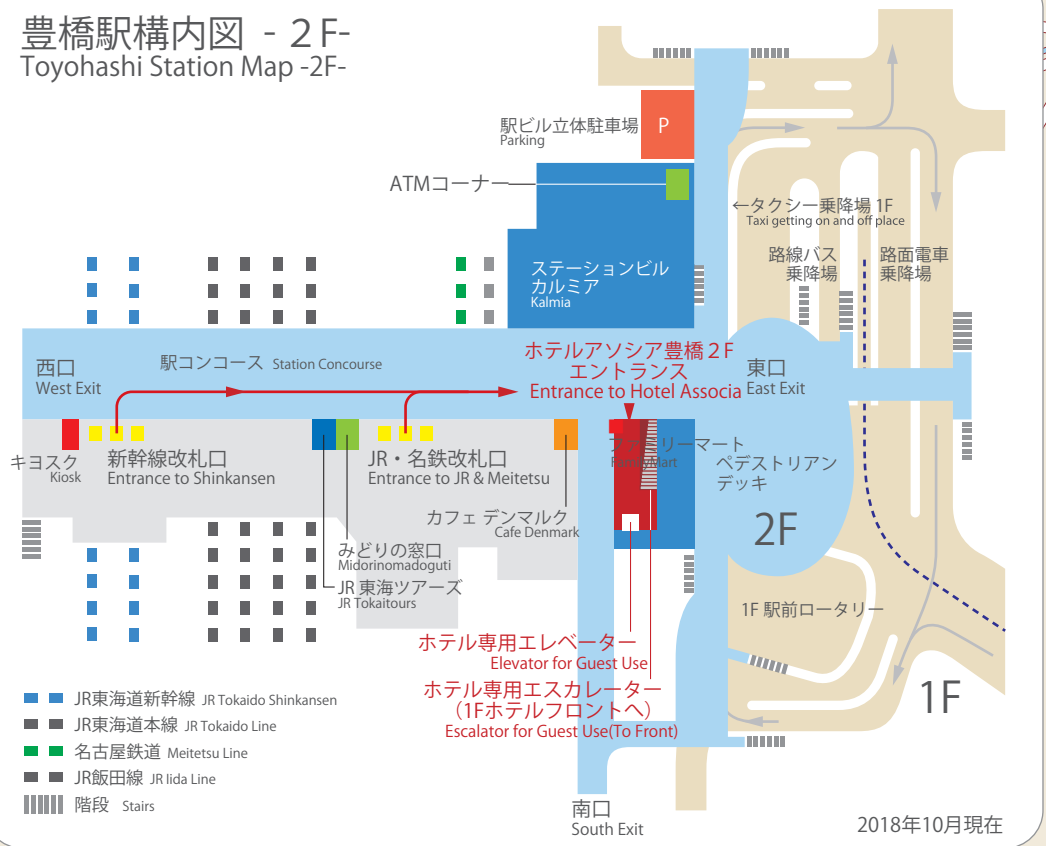 豊橋駅構内図 - 2F-
Toyohashi Station Map -2F-
駅ビル立体駐車場
Parking
P
ATMコーナー
←タクシー乗降場 1F
Taxi getting on and off place
路線バス
乗降場
路面電車
乗降場
ステーションビル
カルミア
Kalmia
西口
West Exit
駅コンコース Station Concourse
ホテルアソシア豊橋 2F
エントランス
Entrance to Hotel Associa
東口
East Exit
キヨスク
Kiosk
新幹線改札口
Entrance to Shinkansen
JR・名鉄改札口
Entrance to JR & Meitetsu
ファミリーマート
FamilyMart
ペデストリアン
デッキ
2F
カフェ デンマルク
Cafe Denmark
みどりの窓口
Midorinomadoguti
JR 東海ツアーズ
JR Tokaitours
1F 駅前ロータリー
ホテル専用エレベーター
Elevator for Guest Use
ホテル専用エスカレーター
(1Fホテルフロントへ)
Escalator for Guest Use(To Front)
1F
JR東海道新幹線 JR Tokaido Shinkansen
JR東海道本線 JR Tokaido Line
名古屋鉄道 Meitetsu Line
JR飯田線 JR Iida Line
階段 Stairs
南口
South Exit
2018年10月現在